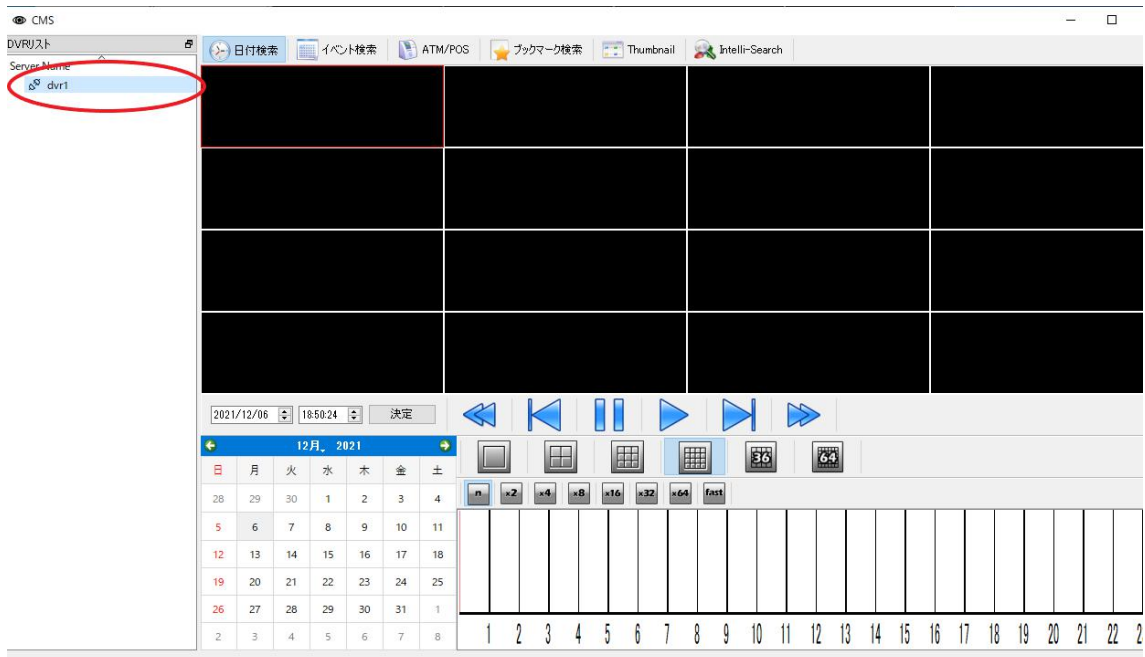 CMS
DVRリスト
日付検索 イベント検索 ATM/POS ブックマーク検索 Thumbnail Intelli-Search
Server Name
dvr1
2021/12/06 18:50:24 決定
12月, 2021
日 月 火 水 木 金 土
36 64
28 29 30 1 2 3 4
n x2 x4 x8 x16 x32 x64 fast
5 6 7 8 9 10 11
12 13 14 15 16 17 18
19 20 21 22 23 24 25
26 27 28 29 30 31 1
2 3 4 5 6 7 8
1 2 3 4 5 6 7 8 9 10 11 12 13 14 15 16 17 18 19 20 21 22